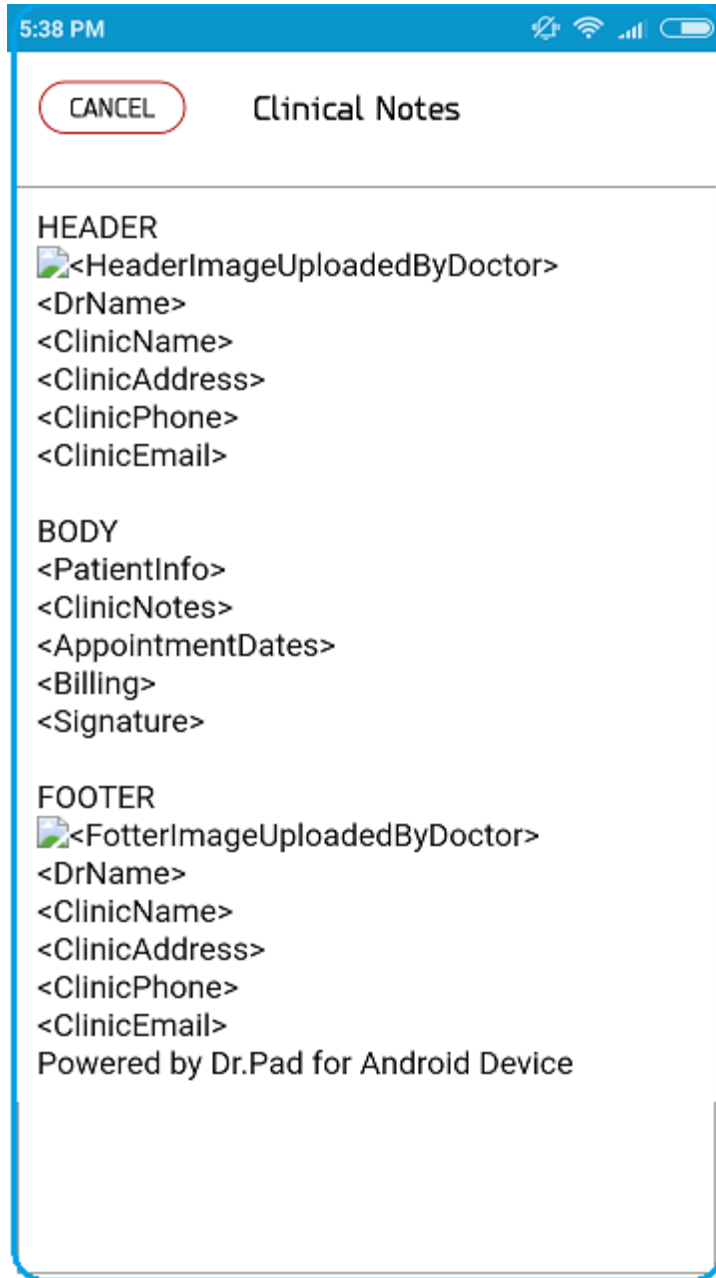 5:38 PM
CANCEL
Clinical Notes
HEADER
<HeaderImageUploadedByDoctor>
<DrName>
<ClinicName>
<ClinicAddress>
<ClinicPhone>
<ClinicEmail>
BODY
<PatientInfo>
<ClinicNotes>
<AppointmentDates>
<Billing>
<Signature>
FOOTER
<FotterImageUploadedByDoctor>
<DrName>
<ClinicName>
<ClinicAddress>
<ClinicPhone>
<ClinicEmail>
Powered by Dr.Pad for Android Device